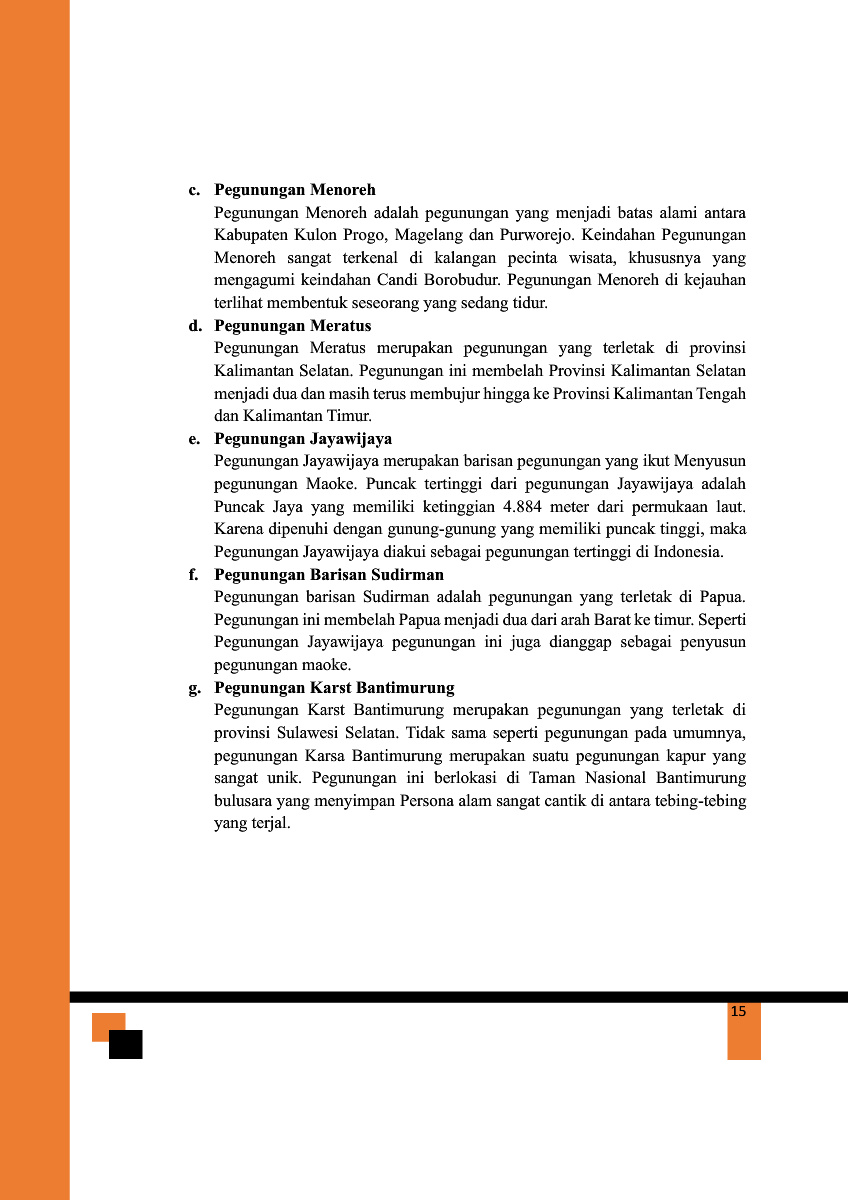 c. Pegunungan Menoreh
Pegunungan Menoreh adalah pegunungan yang menjadi batas alami antara
Kabupaten Kulon Progo, Magelang dan Purworejo. Keindahan Pegunungan
Menoreh sangat terkenal di kalangan pecinta wisata, khususnya yang
mengagumi keindahan Candi Borobudur. Pegunungan Menoreh di kejauhan
terlihat membentuk seseorang yang sedang tidur.
d. Pegunungan Meratus
Pegunungan Meratus merupakan pegunungan yang terletak di provinsi
Kalimantan Selatan. Pegunungan ini membelah Provinsi Kalimantan Selatan
menjadi dua dan masih terus membujur hingga ke Provinsi Kalimantan Tengah
dan Kalimantan Timur.
e. Pegunungan Jayawijaya
Pegunungan Jayawijaya merupakan barisan pegunungan yang ikut Menyusun
pegunungan Maoke. Puncak tertinggi dari pegunungan Jayawijaya adalah
Puncak Jaya yang memiliki ketinggian 4.884 meter dari permukaan laut.
Karena dipenuhi dengan gunung-gunung yang memiliki puncak tinggi, maka
Pegunungan Jayawijaya diakui sebagai pegunungan tertinggi di Indonesia.
f. Pegunungan Barisan Sudirman
Pegunungan barisan Sudirman adalah pegunungan yang terletak di Papua.
Pegunungan ini membelah Papua menjadi dua dari arah Barat ke timur. Seperti
Pegunungan Jayawijaya pegunungan ini juga dianggap sebagai penyusun
pegunungan maoke.
g. Pegunungan Karst Bantimurung
Pegunungan Karst Bantimurung merupakan pegunungan yang terletak di
provinsi Sulawesi Selatan. Tidak sama seperti pegunungan pada umumnya,
pegunungan Karsa Bantimurung merupakan suatu pegunungan kapur yang
sangat unik. Pegunungan ini berlokasi di Taman Nasional Bantimurung
bulusara yang menyimpan Persona alam sangat cantik di antara tebing-tebing
yang terjal.
15